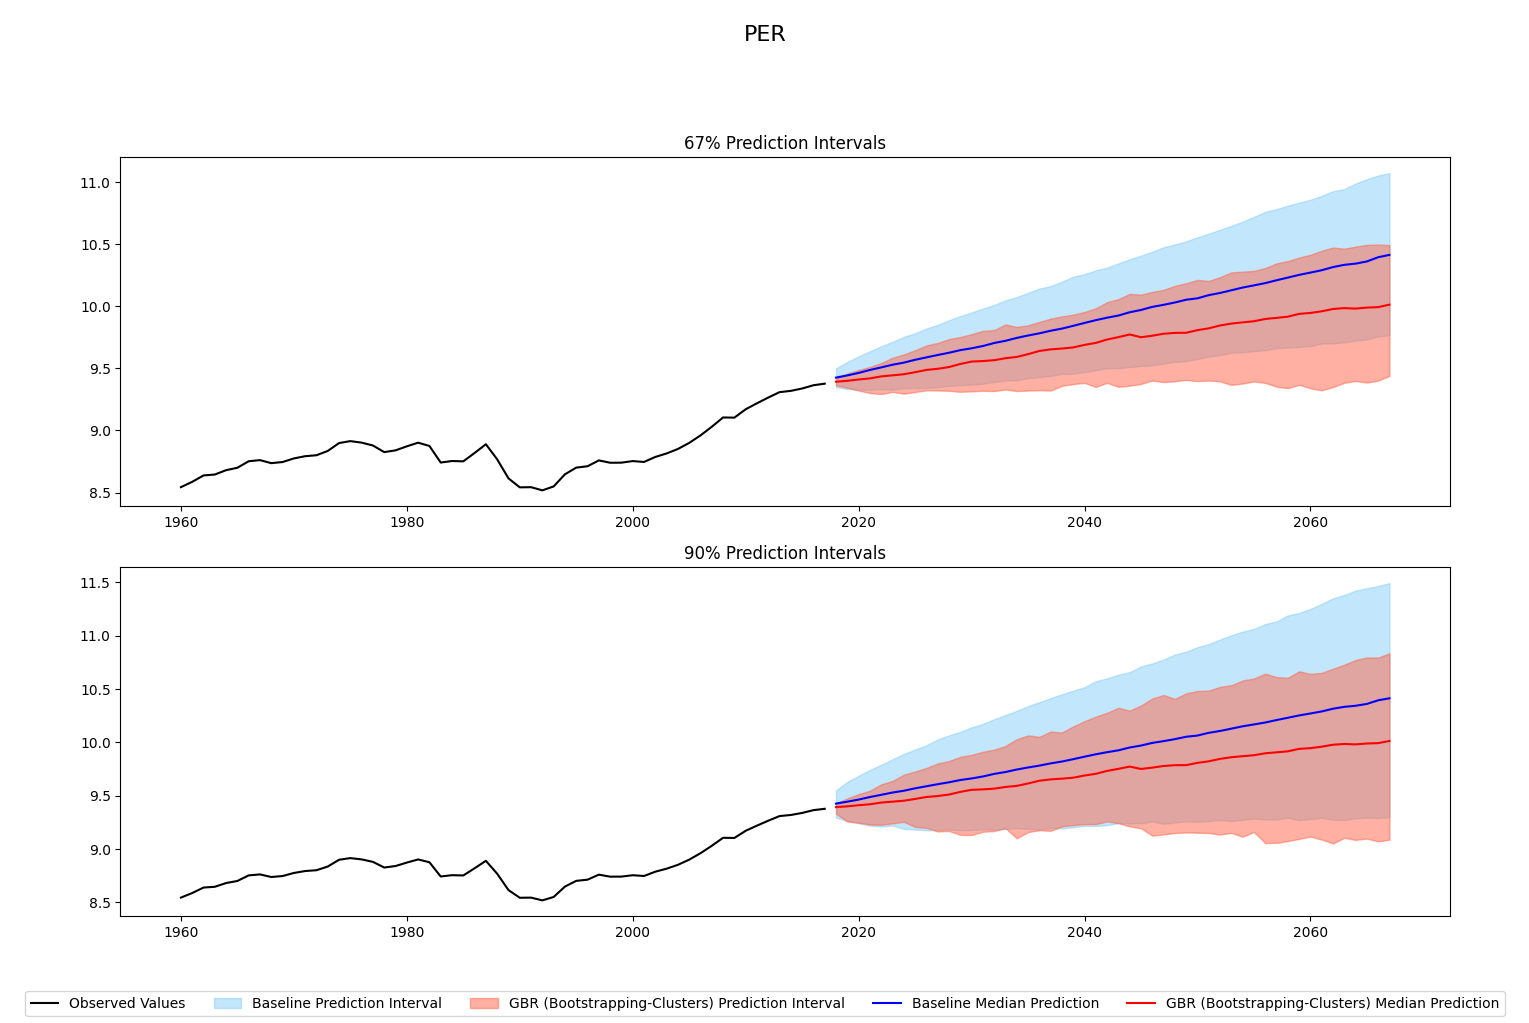 PER
67% Prediction Intervals
11.0
10.5
10.0
9.5
9.0
8.5
1960 1980 2000 2020 2040 2060
90% Prediction Intervals
11.5
11.0
10.5
10.0
9.5
9.0
8.5
1960 1980 2000 2020 2040 2060
Observed Values Baseline Prediction Interval GBR (Bootstrapping-Clusters) Prediction Interval Baseline Median Prediction GBR (Bootstrapping-Clusters) Median Prediction